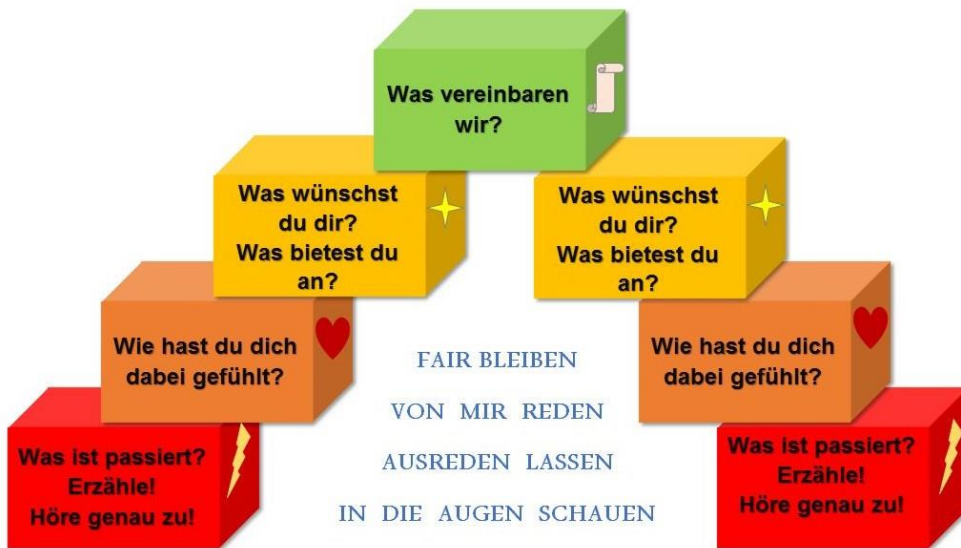 Was vereinbaren
wir?
Was wünschst
du dir?
Was bietest du
an?
Was wünschst
du dir?
Was bietest du
an?
Wie hast du dich
dabei gefühlt?
Wie hast du dich
dabei gefühlt?
FAIR BLEIBEN
VON MIR REDEN
AUSREDEN LASSEN
IN DIE AUGEN SCHAUEN
Was ist passiert?
Erzähle!
Höre genau zu!
Was ist passiert?
Erzähle!
Höre genau zu!